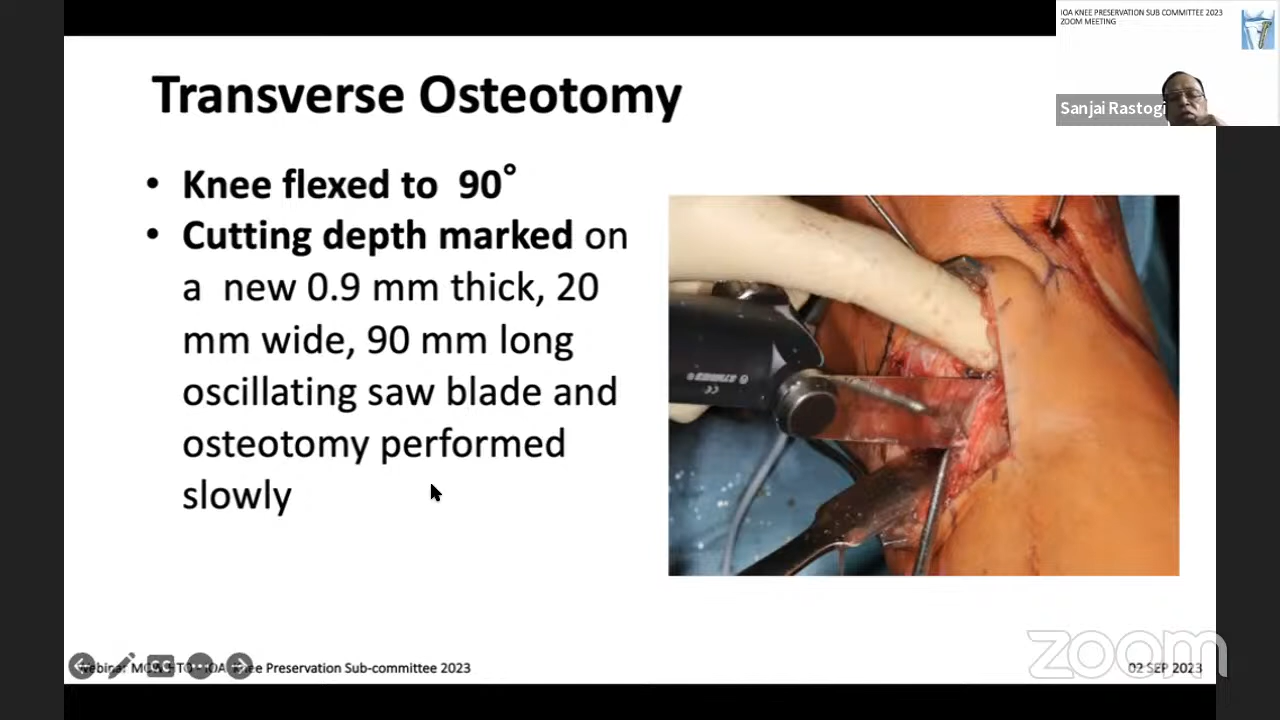 IOA KNEE PRESERVATION SUB COMMITTEE 2023
ZOOM MEETING
Sanjai Rastogi
Transverse Osteotomy
• Knee flexed to 90°
• Cutting depth marked on
a new 0.9 mm thick, 20
mm wide, 90 mm long
oscillating saw blade and
osteotomy performed
slowly
zoom
Knee Preservation Sub-committee 2023
02 SEP 2023